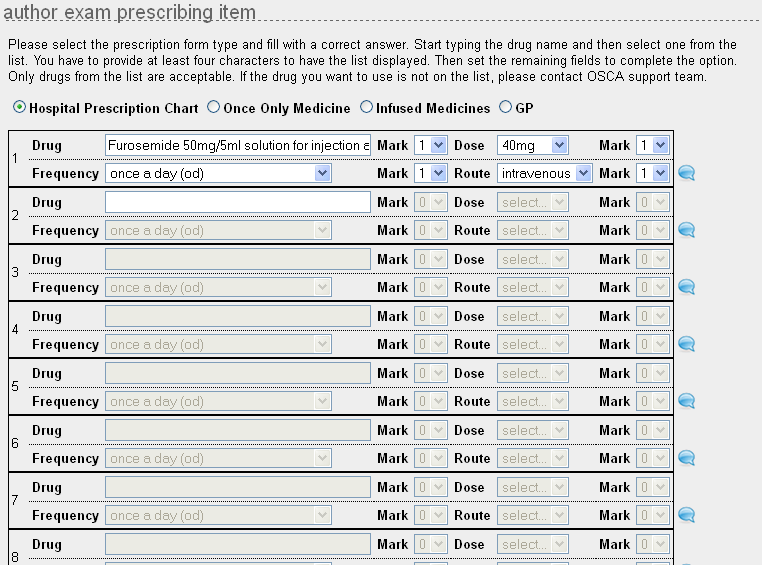 author exam prescribing item
Please select the prescription form type and fill with a correct answer. Start typing the drug name and then select one from the
list. You have to provide at least four characters to have the list displayed. Then set the remaining fields to complete the option.
Only drugs from the list are acceptable. If the drug you want to use is not on the list, please contact OSCA support team.
Hospital Prescription Chart Once Only Medicine Infused Medicines GP
1
Drug Furosemide 50mg/5ml solution for injection Mark 1 Dose 40mg Mark 1
Frequency once a day (od) Mark 1 Route intravenous Mark 1
2
Drug Mark 0 Dose select... Mark 0
Frequency once a day (od) Mark 0 Route select... Mark 0
3
Drug Mark 0 Dose select... Mark 0
Frequency once a day (od) Mark 0 Route select... Mark 0
4
Drug Mark 0 Dose select... Mark 0
Frequency once a day (od) Mark 0 Route select... Mark 0
5
Drug Mark 0 Dose select... Mark 0
Frequency once a day (od) Mark 0 Route select... Mark 0
6
Drug Mark 0 Dose select... Mark 0
Frequency once a day (od) Mark 0 Route select... Mark 0
7
Drug Mark 0 Dose select... Mark 0
Frequency once a day (od) Mark 0 Route select... Mark 0
8
Drug Mark 0 Dose select... Mark 0